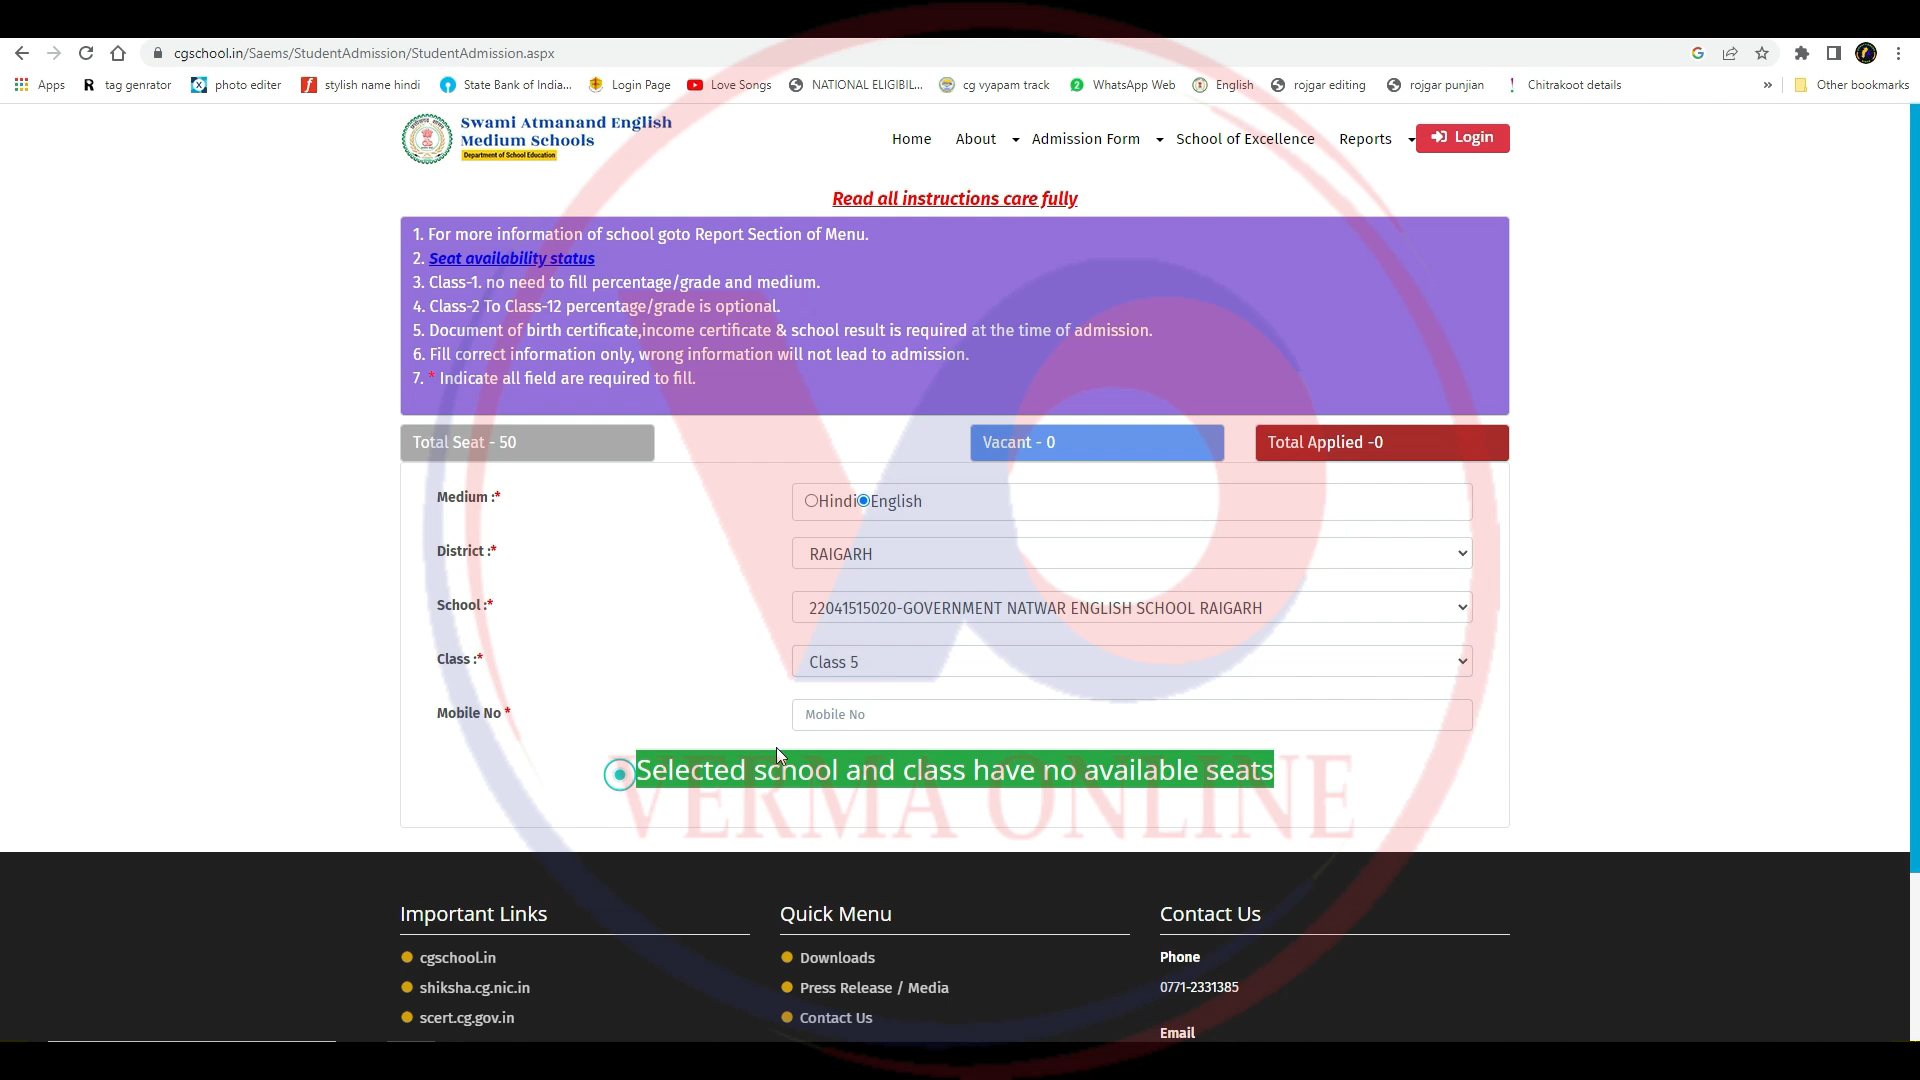 cgschool.in/Saems/StudentAdmission/StudentAdmission.aspx
Apps
R tag genrator
photo editer
stylish name hindi
State Bank of India...
Login Page
Love Songs
NATIONAL ELIGIBIL...
cg vyapam track
WhatsApp Web
English
rojgar editing
rojgar punjian
Chitrakoot details
»
Other bookmarks
Swami Atmanand English
Medium Schools
Department of School Education
Home
About
Admission Form
School of Excellence
Reports
Login
Read all instructions care fully
1. For more information of school goto Report Section of Menu.
2. Seat availability status
3. Class-1. no need to fill percentage/grade and medium.
4. Class-2 To Class-12 percentage/grade is optional.
5. Document of birth certificate,income certificate & school result is required at the time of admission.
6. Fill correct information only, wrong information will not lead to admission.
7. * Indicate all field are required to fill.
Total Seat - 50
Vacant - 0
Total Applied -0
Medium :*
Hindi English
District :*
RAIGARH
School :*
22041515020-GOVERNMENT NATWAR ENGLISH SCHOOL RAIGARH
Class :*
Class 5
Mobile No *
Mobile No
Selected school and class have no available seats
VERMA ONLINE
Important Links
cgschool.in
shiksha.cg.nic.in
scert.cg.gov.in
Quick Menu
Downloads
Press Release / Media
Contact Us
Contact Us
Phone
0771-2331385
Email